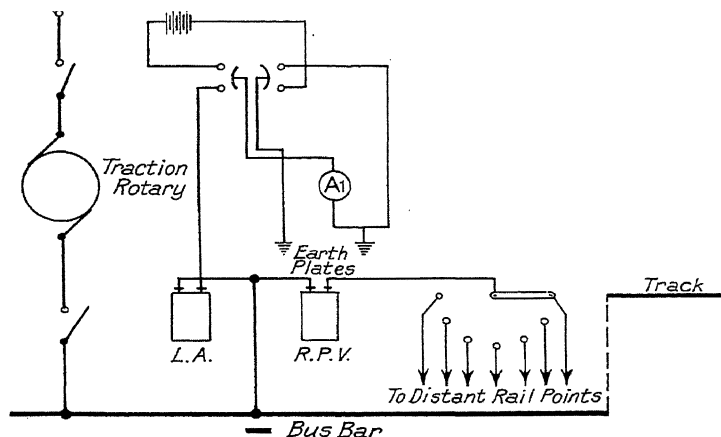 Traction
Rotary
A1
Earth
Plates
Track
L.A.
R.P.V.
To Distant Rail Points
Bus Bar